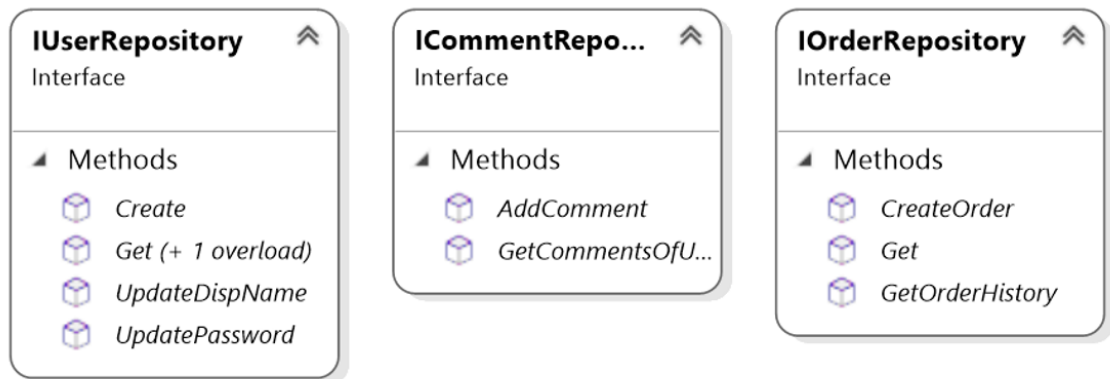 IUserRepository
Interface
Methods
Create
Get (+ 1 overload)
UpdateDispName
UpdatePassword
ICommentRepo...
Interface
Methods
AddComment
GetCommentsOfU...
IOrderRepository
Interface
Methods
CreateOrder
Get
GetOrderHistory